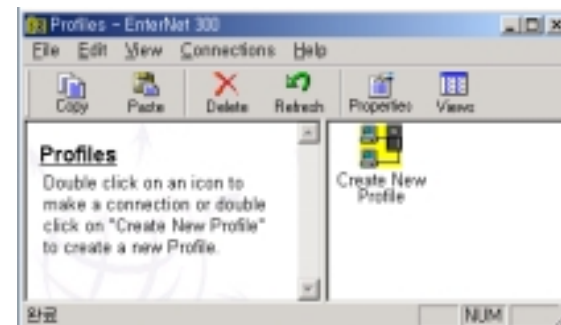 Profiles - EnterNet 300
File Edit View Connections Help
Copy Paste Delete Refresh Properties Views
Profiles
Double click on an icon to
make a connection or double
click on "Create New Profile"
to create a new Profile.
Create New
Profile
완료 NUM